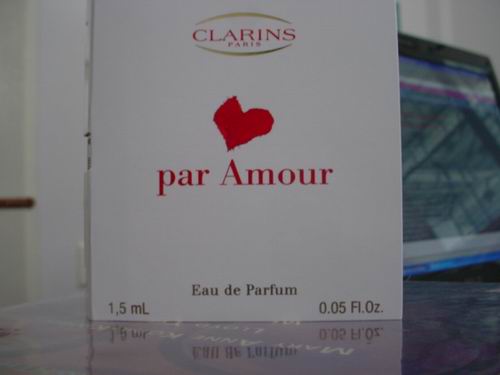 CLARINS
PARIS
par Amour
Eau de Parfum
1,5 mL 0.05 Fl.Oz.